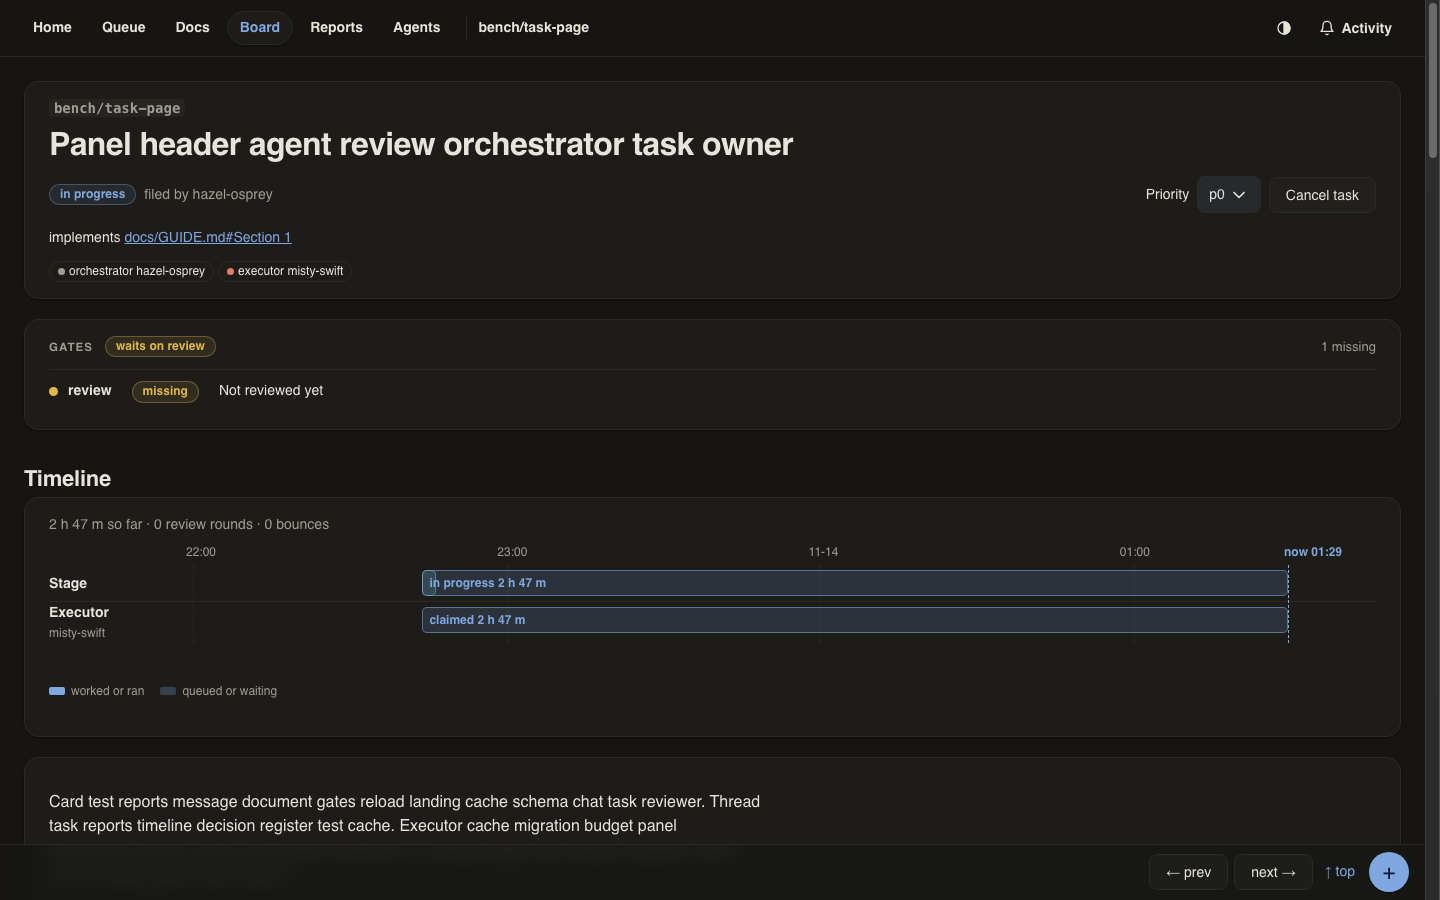 Home Queue Docs Board Reports Agents bench/task-page Activity
bench/task-page
Panel header agent review orchestrator task owner
in progress filed by hazel-osprey Priority p0 Cancel task
implements docs/GUIDE.md#Section 1
orchestrator hazel-osprey executor misty-swift
GATES waits on review 1 missing
review missing Not reviewed yet
Timeline
2 h 47 m so far · 0 review rounds · 0 bounces
22:00 23:00 11-14 01:00 now 01:29
Stage in progress 2 h 47 m
Executor claimed 2 h 47 m
misty-swift
worked or ran queued or waiting
Card test reports message document gates reload landing cache schema chat task reviewer. Thread
task reports timeline decision register test cache. Executor cache migration budget panel
← prev next → ↑ top +